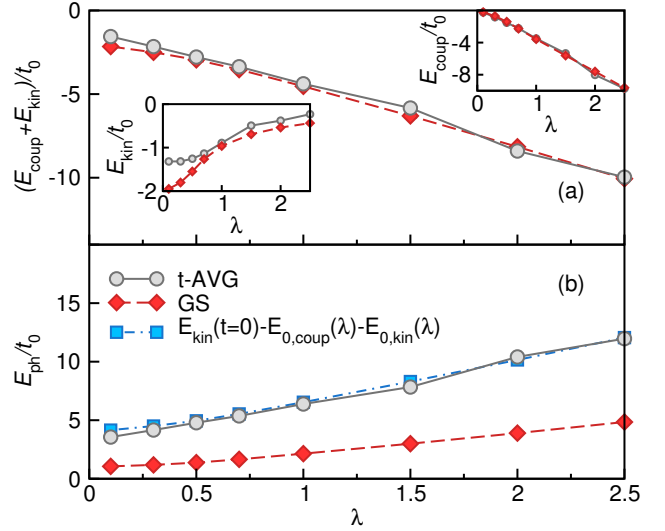 0
-5
-10
(E_coup+E_kin)/t_0
0
-1
-2
E_kin/t_0
0
1
2
λ
-4
-8
E_coup/t_0
0
1
2
λ
(a)
t-AVG
GS
E_kin(t=0)-E_0,coup(λ)-E_0,kin(λ)
(b)
15
10
5
0
E_ph/t_0
0
0.5
1
1.5
2
2.5
λ